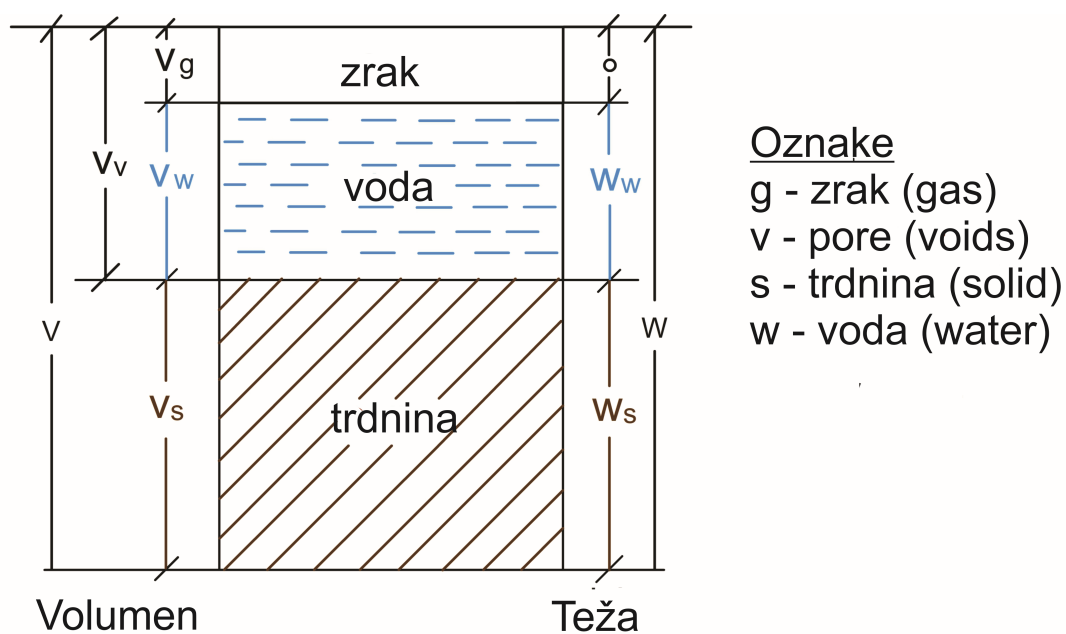 Vg
zrak
o
Vv
Vw
voda
Ww
V
W
Vs
trdnina
Ws
Volumen
Teža
Oznake
g - zrak (gas)
v - pore (voids)
s - trdnina (solid)
w - voda (water)